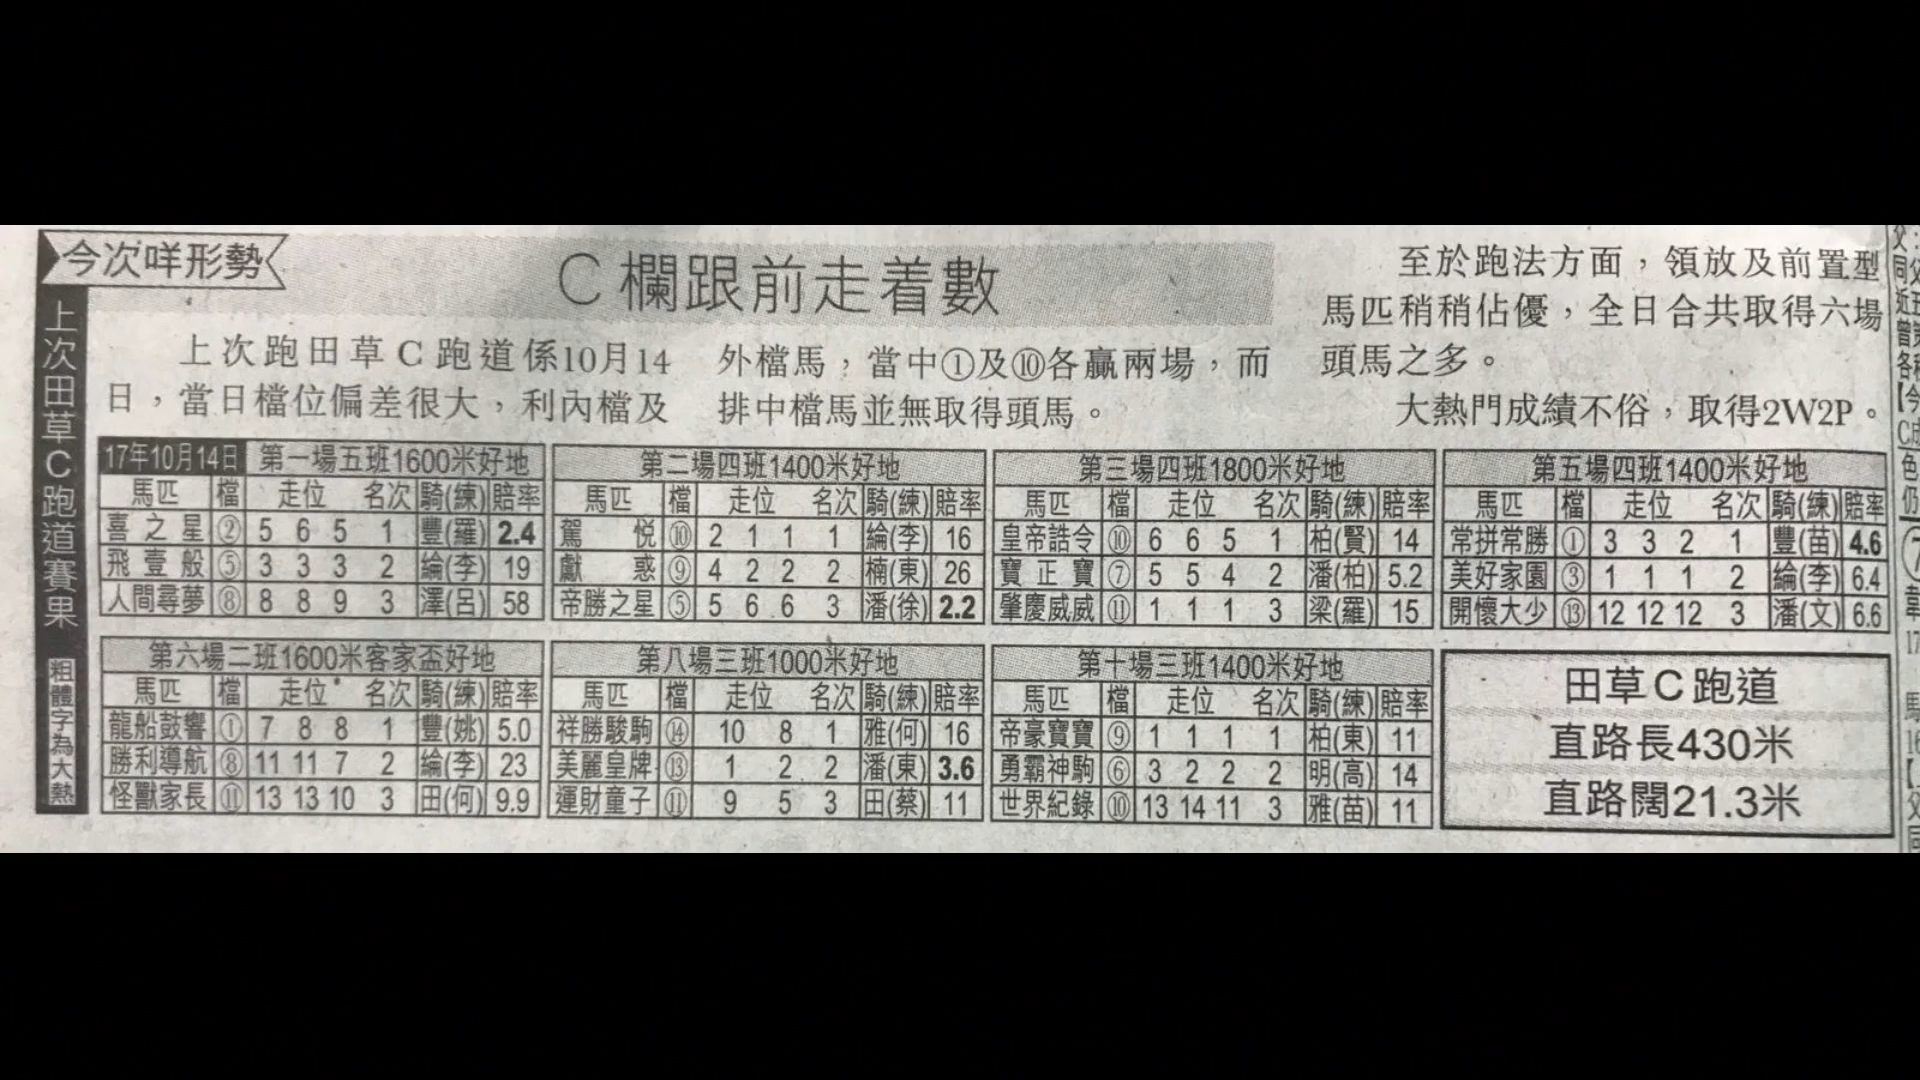 今次咩形勢
C欄跟前走着數
上次跑田草C跑道係10月14
日，當日檔位偏差很大，利內檔及
外檔馬，當中①及⑩各贏兩場，而
排中檔馬並無取得頭馬。
至於跑法方面，領放及前置型
馬匹稍稍佔優，全日合共取得六場
頭馬之多。
大熱門成績不俗，取得2W2P。
上次田草C跑道賽果 粗體字為大熱
17年10月14日 第一場五班1600米好地
馬匹 檔 走位 名次 騎(練) 賠率
喜之星 ② 5 6 5 1 豐(羅) 2.4
飛壹般 ⑤ 3 3 3 2 綸(李) 19
人間尋夢 ⑧ 8 8 9 3 澤(呂) 58
第二場四班1400米好地
馬匹 檔 走位 名次 騎(練) 賠率
駕悅 ⑩ 2 1 1 1 綸(李) 16
獻惑 ⑨ 4 2 2 2 楠(東) 26
帝勝之星 ⑤ 5 6 6 3 潘(徐) 2.2
第三場四班1800米好地
馬匹 檔 走位 名次 騎(練) 賠率
皇帝誥令 ⑩ 6 6 5 1 柏(賢) 14
寶正寶 ⑦ 5 5 4 2 潘(柏) 5.2
肇慶威威 ⑪ 1 1 1 3 梁(羅) 15
第五場四班1400米好地
馬匹 檔 走位 名次 騎(練) 賠率
常拼常勝 ① 3 3 2 1 豐(苗) 4.6
美好家園 ③ 1 1 1 2 綸(李) 6.4
開懷大少 ⑬ 12 12 12 3 潘(文) 6.6
第六場二班1600米客家盃好地
馬匹 檔 走位 名次 騎(練) 賠率
龍船鼓響 ① 7 8 8 1 豐(姚) 5.0
勝利導航 ⑧ 11 11 7 2 綸(李) 23
怪獸家長 ⑪ 13 13 10 3 田(何) 9.9
第八場三班1000米好地
馬匹 檔 走位 名次 騎(練) 賠率
祥勝駿駒 ⑭ 10 8 1 雅(何) 16
美麗皇牌 ⑬ 1 2 2 潘(東) 3.6
運財童子 ⑪ 9 5 3 田(蔡) 11
第十場三班1400米好地
馬匹 檔 走位 名次 騎(練) 賠率
帝豪寶寶 ⑨ 1 1 1 1 柏(東) 11
勇霸神駒 ⑥ 3 2 2 2 明(高) 14
世界紀錄 ⑩ 13 14 11 3 雅(苗) 11
田草C跑道
直路長430米
直路闊21.3米